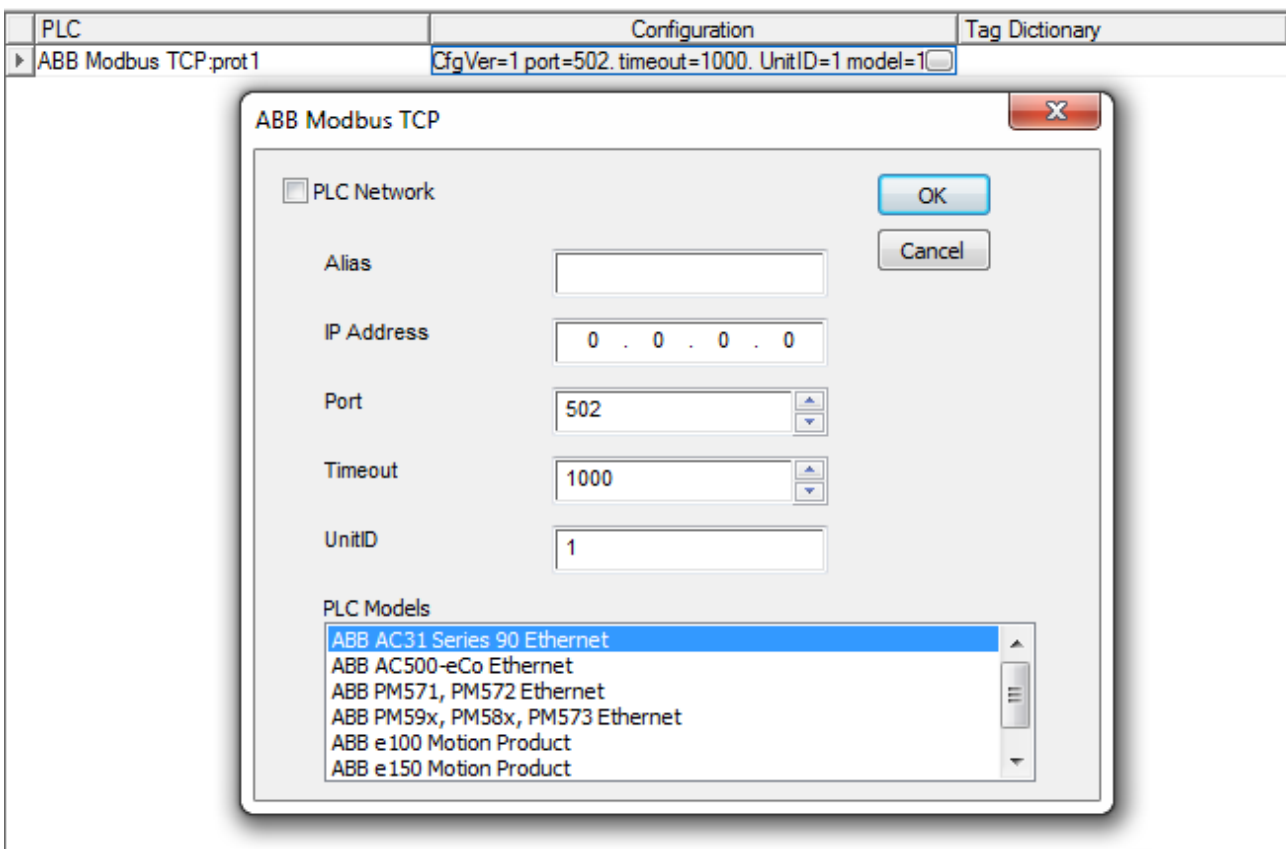 PLC Configuration Tag Dictionary
ABB Modbus TCP:prot1 CfgVer=1 port=502. timeout=1000. UnitID=1 model=1
ABB Modbus TCP
PLC Network
OK
Cancel
Alias
IP Address 0 . 0 . 0 . 0
Port 502
Timeout 1000
UnitID 1
PLC Models
ABB AC31 Series 90 Ethernet
ABB AC500-eCo Ethernet
ABB PM571, PM572 Ethernet
ABB PM59x, PM58x, PM573 Ethernet
ABB e100 Motion Product
ABB e150 Motion Product